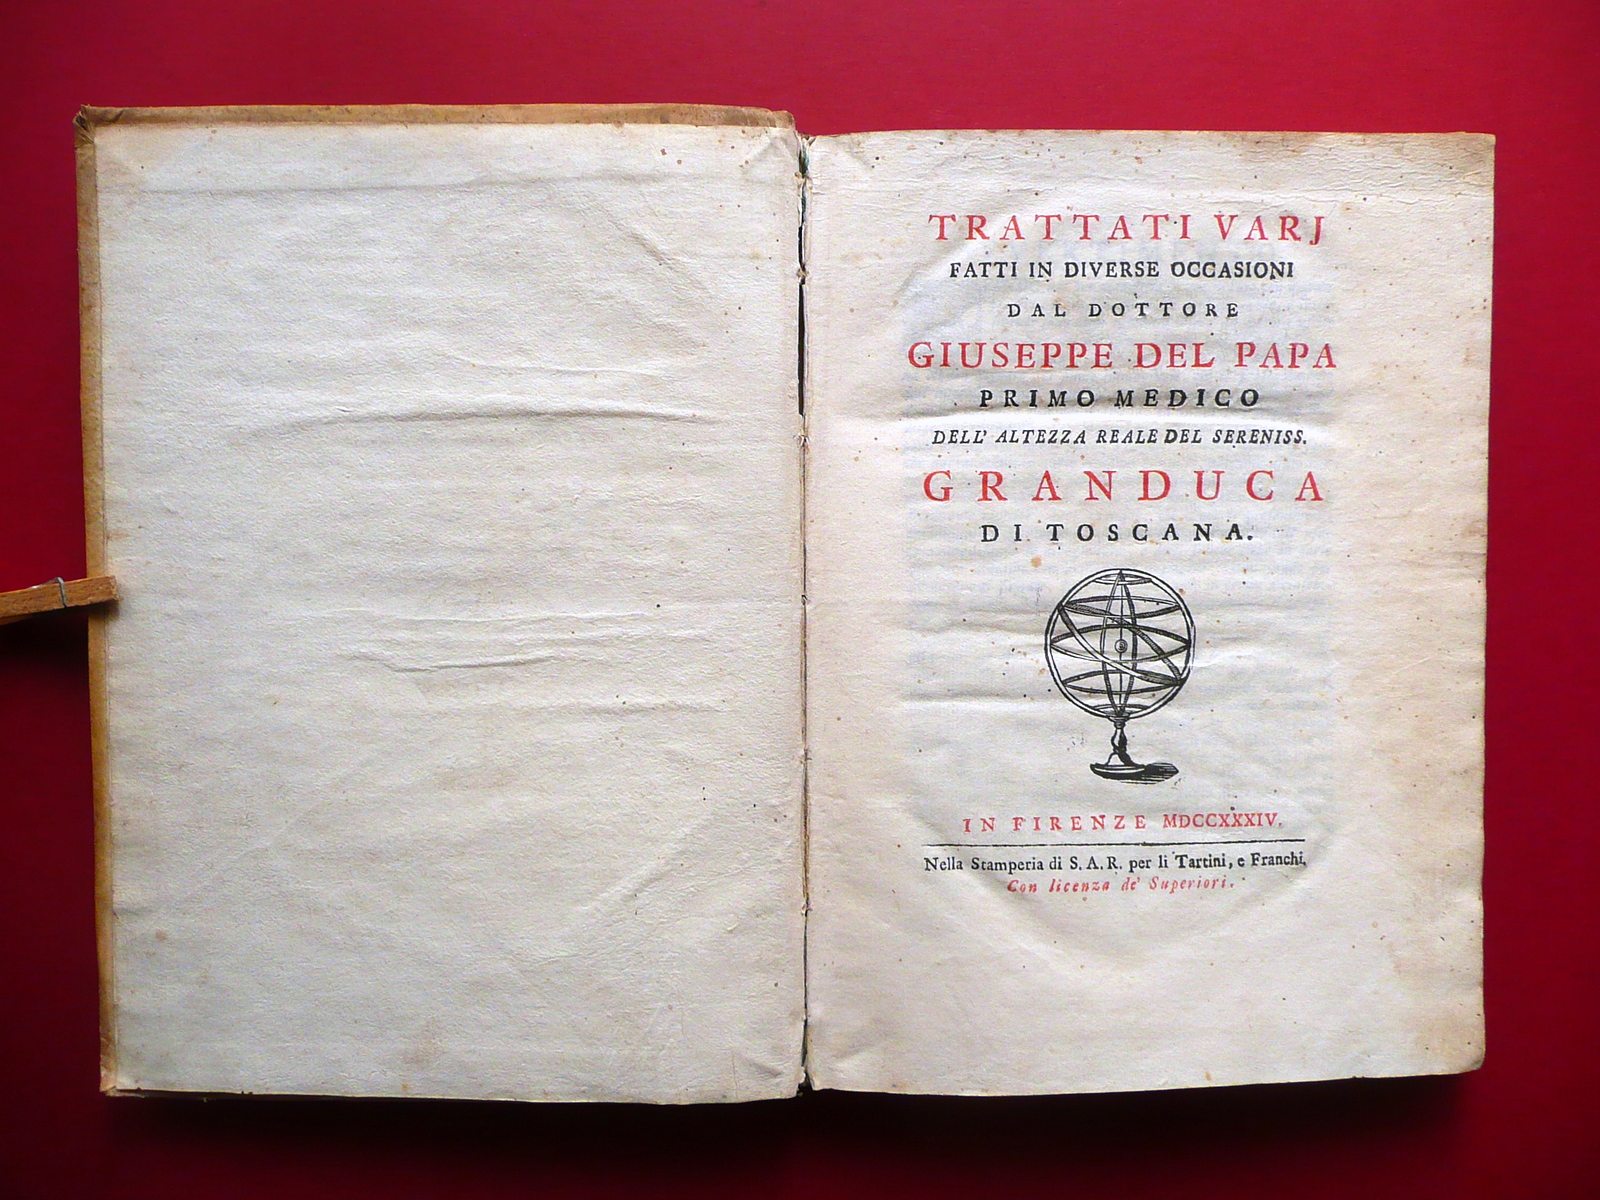 TRATTATI VARJ
FATTI IN DIVERSE OCCASIONI
DAL DOTTORE
GIUSEPPE DEL PAPA
PRIMO MEDICO
DELL' ALTEZZA REALE DEL SERENISS.
GRANDUCA
DI TOSCANA.
IN FIRENZE MDCCXXXIV.
Nella Stamperia di S. A. R. per li Tartini, e Franchi.
Con licenza de' Superiori.